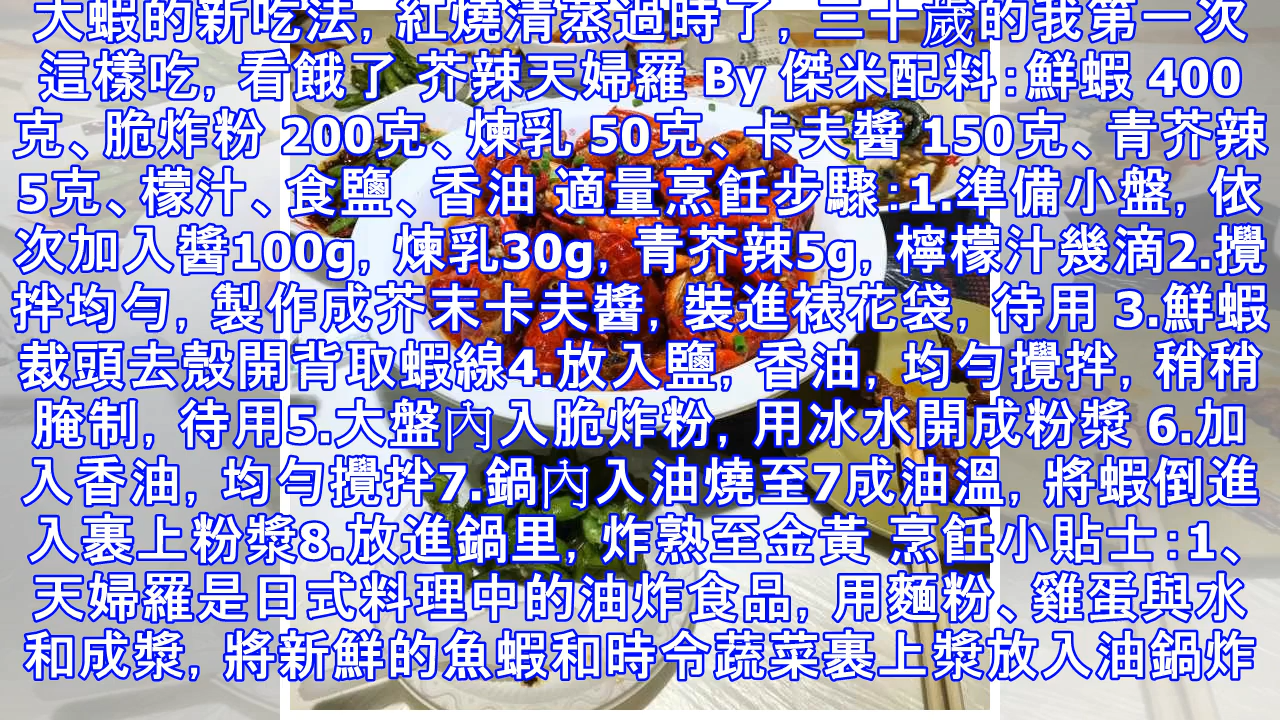 大蝦的新吃法, 紅燒清蒸過時了, 三十歲的我第一次
這樣吃, 看餓了 芥辣天婦羅 By 傑米配料:鮮蝦 400
克、脆炸粉 200克、煉乳 50克、卡夫醬 150克、青芥辣
5克、檬汁、食鹽、香油 適量烹飪步驟:1.準備小盤, 依
次加入醬100g, 煉乳30g, 青芥辣5g, 檸檬汁幾滴2.攪
拌均勻, 製作成芥末卡夫醬, 裝進裱花袋, 待用 3.鮮蝦
裁頭去殼開背取蝦線4.放入鹽, 香油, 均勻攪拌, 稍稍
腌制, 待用5.大盤內入脆炸粉, 用冰水開成粉漿 6.加
入香油, 均勻攪拌7.鍋內入油燒至7成油溫, 將蝦倒進
入裹上粉漿8.放進鍋里, 炸熟至金黃 烹飪小貼士:1、
天婦羅是日式料理中的油炸食品, 用麵粉、雞蛋與水
和成漿, 將新鮮的魚蝦和時令蔬菜裹上漿放入油鍋炸